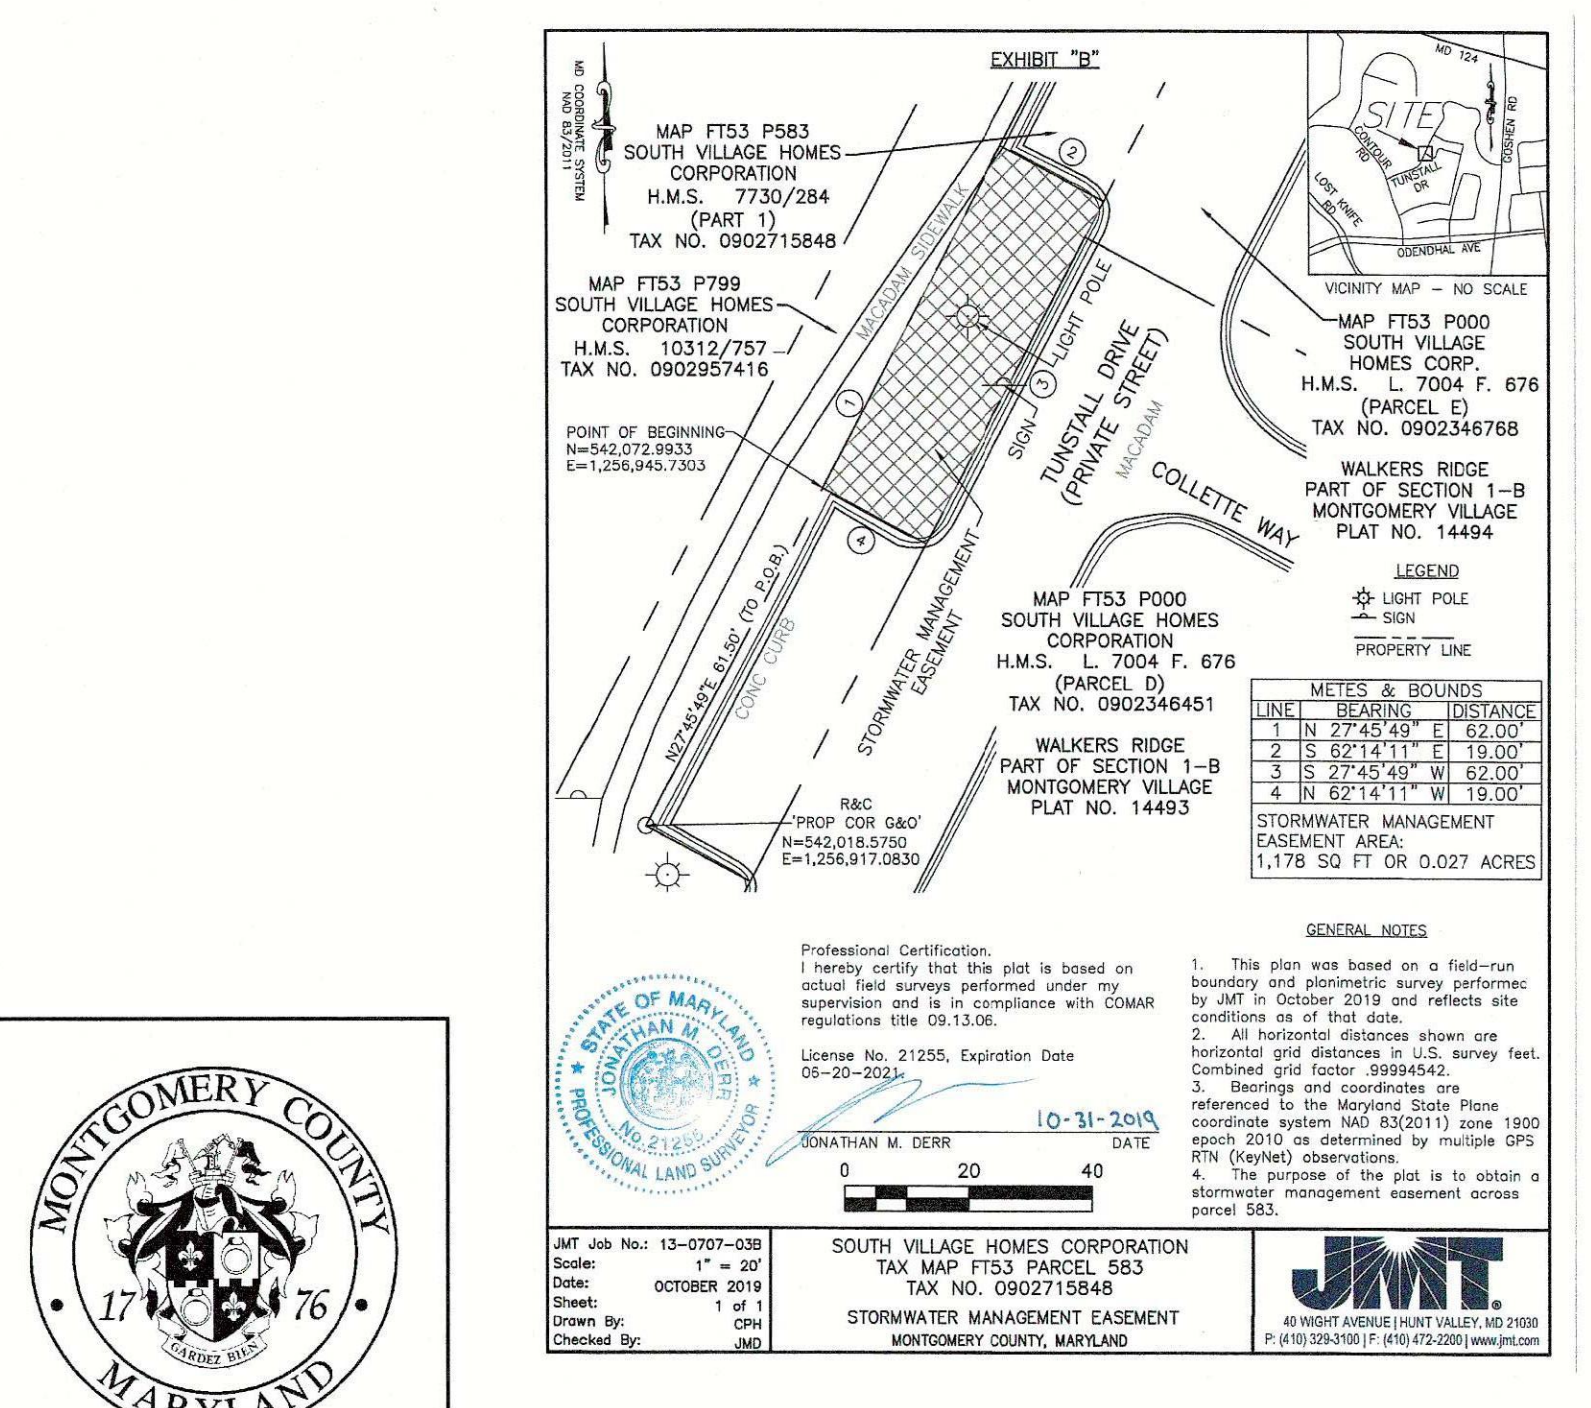 EXHIBIT "B"
MD COORDINATE SYSTEM
NAD 83/2011
MAP FT53 P583
SOUTH VILLAGE HOMES
CORPORATION
H.M.S. 7730/284
(PART 1)
TAX NO. 0902715848
MAP FT53 P799
SOUTH VILLAGE HOMES
CORPORATION
H.M.S. 10312/757
TAX NO. 0902957416
POINT OF BEGINNING
N=542,072.9933
E=1,256,945.7303
MACADAM SIDEWALK
1
2
3
4
LIGHT POLE
SIGN
TUNSTALL DRIVE
(PRIVATE STREET)
MACADAM
COLLETTE WAY
STORMWATER MANAGEMENT
EASEMENT
N27°45'49"E 61.50' (TO P.O.B.)
CONC CURB
R&C
'PROP COR G&O'
N=542,018.5750
E=1,256,917.0830
MAP FT53 P000
SOUTH VILLAGE HOMES
CORPORATION
H.M.S. L. 7004 F. 676
(PARCEL D)
TAX NO. 0902346451
WALKERS RIDGE
PART OF SECTION 1-B
MONTGOMERY VILLAGE
PLAT NO. 14493
MD 124
SITE
GOSHEN RD
CONTOUR
RD
TUNSTALL
DR
LOST KNIFE
RD
ODENDHAL AVE
VICINITY MAP - NO SCALE
MAP FT53 P000
SOUTH VILLAGE
HOMES CORP.
H.M.S. L. 7004 F. 676
(PARCEL E)
TAX NO. 0902346768
WALKERS RIDGE
PART OF SECTION 1-B
MONTGOMERY VILLAGE
PLAT NO. 14494
LEGEND
LIGHT POLE
SIGN
PROPERTY LINE
METES & BOUNDS
LINE BEARING DISTANCE
1 N 27°45'49" E 62.00'
2 S 62°14'11" E 19.00'
3 S 27°45'49" W 62.00'
4 N 62°14'11" W 19.00'
STORMWATER MANAGEMENT
EASEMENT AREA:
1,178 SQ FT OR 0.027 ACRES
GENERAL NOTES
1. This plan was based on a field-run
boundary and planimetric survey performed
by JMT in October 2019 and reflects site
conditions as of that date.
2. All horizontal distances shown are
horizontal grid distances in U.S. survey feet.
Combined grid factor .99994542.
3. Bearings and coordinates are
referenced to the Maryland State Plane
coordinate system NAD 83(2011) zone 1900
epoch 2010 as determined by multiple GPS
RTN (KeyNet) observations.
4. The purpose of the plat is to obtain a
stormwater management easement across
parcel 583.
Professional Certification.
I hereby certify that this plat is based on
actual field surveys performed under my
supervision and is in compliance with COMAR
regulations title 09.13.06.
License No. 21255, Expiration Date
06-20-2021.
10-31-2019
JONATHAN M. DERR DATE
STATE OF MARYLAND
JONATHAN M. DERR
No. 21255
PROFESSIONAL LAND SURVEYOR
0 20 40
JMT Job No.: 13-0707-03B
Scale: 1" = 20'
Date: OCTOBER 2019
Sheet: 1 of 1
Drawn By: CPH
Checked By: JMD
SOUTH VILLAGE HOMES CORPORATION
TAX MAP FT53 PARCEL 583
TAX NO. 0902715848
STORMWATER MANAGEMENT EASEMENT
MONTGOMERY COUNTY, MARYLAND
JMT®
40 WIGHT AVENUE | HUNT VALLEY, MD 21030
P: (410) 329-3100 | F: (410) 472-2200 | www.jmt.com
MONTGOMERY COUNTY
17 76
GARDEZ BIEN
MARYLAND